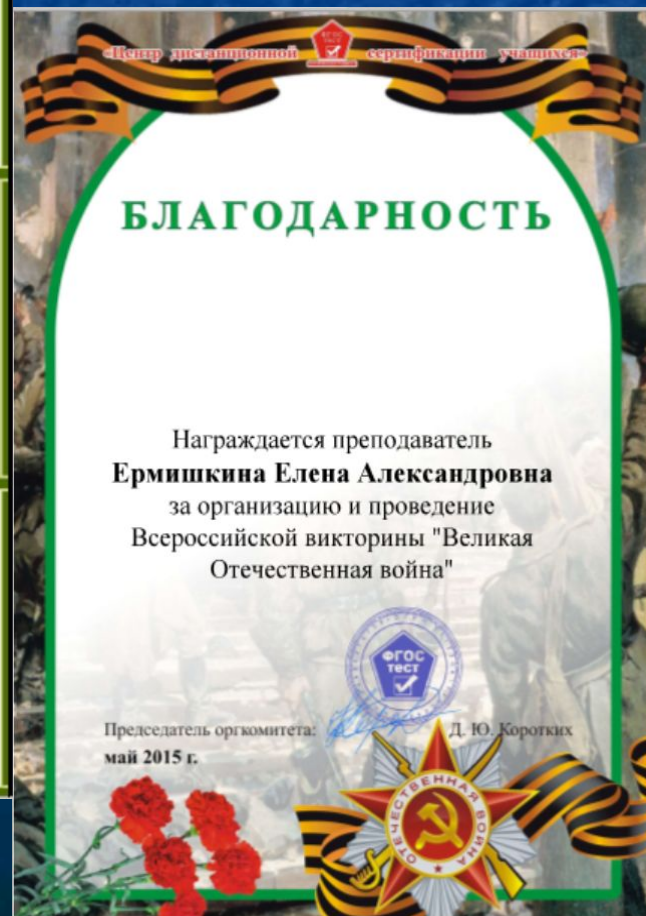 «Центр дистанционной сертификации учащихся»
ФГОС
ТЕСТ
БЛАГОДАРНОСТЬ
Награждается преподаватель
Ермишкина Елена Александровна
за организацию и проведение
Всероссийской викторины "Великая
Отечественная война"
ФГОС
ТЕСТ
Председатель оргкомитета: Д. Ю. Коротких
май 2015 г.
ОТЕЧЕСТВЕННАЯ ВОЙНА